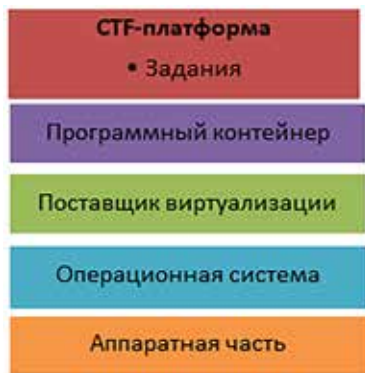 CTF-платформа
• Задания
Программный контейнер
Поставщик виртуализации
Операционная система
Аппаратная часть